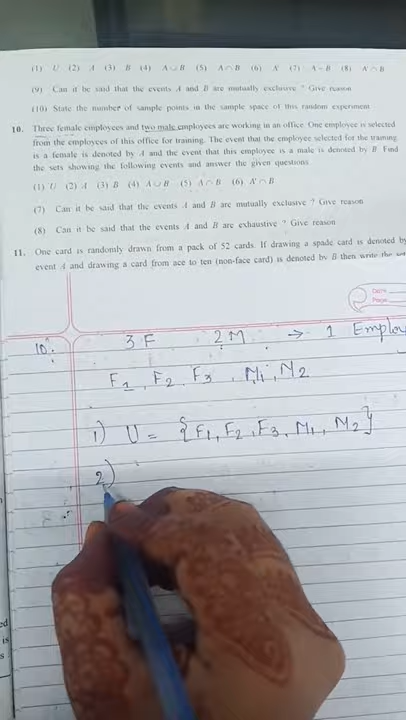 (1) U (2) A (3) B (4) A ∪ B (5) A ∩ B (6) A′ (7) A − B (8) A′ ∩ B
(9) Can it be said that the events A and B are mutually exclusive ? Give reason
(10) State the number of sample points in the sample space of this random experiment
10. Three female employees and two male employees are working in an office. One employee is selected
from the employees of this office for training. The event that the employee selected for the training
is a female is denoted by A and the event that this employee is a male is denoted by B. Find
the sets showing the following events and answer the given questions
(1) U (2) A (3) B (4) A ∪ B (5) A ∩ B (6) A′ ∩ B
(7) Can it be said that the events A and B are mutually exclusive ? Give reason
(8) Can it be said that the events A and B are exhaustive ? Give reason
11. One card is randomly drawn from a pack of 52 cards. If drawing a spade card is denoted by
event A and drawing a card from ace to ten (non-face card) is denoted by B then write the
Date
Page
10. 3 F 2 M → 1 Employ
F1, F2, F3, M1, M2
1) U = {F1, F2, F3, M1, M2}
2)
ed
is
s